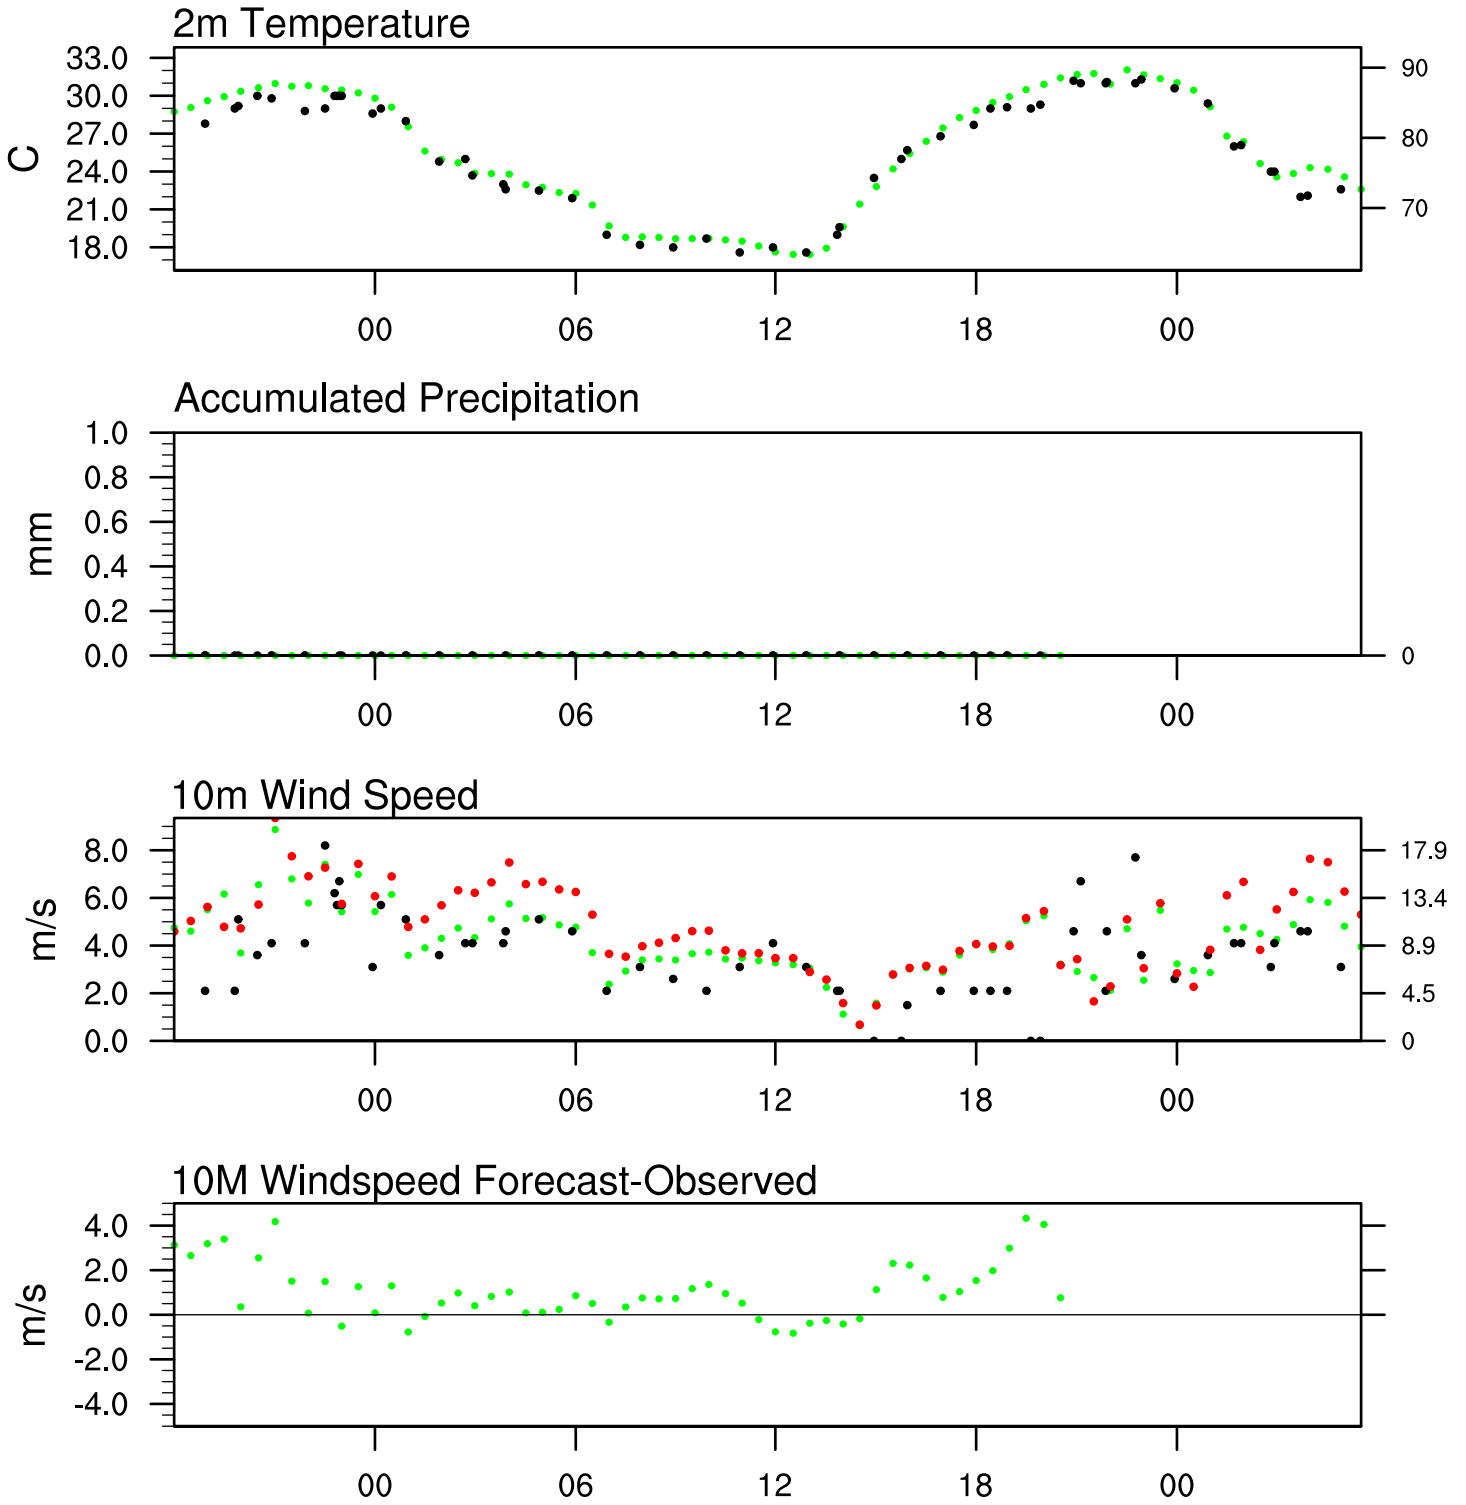 2m Temperature
33.0
30.0
27.0
24.0
21.0
18.0
C
90
80
70
00 06 12 18 00
Accumulated Precipitation
1.0
0.8
0.6
0.4
0.2
0.0
mm
0
00 06 12 18 00
10m Wind Speed
8.0
6.0
4.0
2.0
0.0
m/s
17.9
13.4
8.9
4.5
0
00 06 12 18 00
10M Windspeed Forecast-Observed
4.0
2.0
0.0
-2.0
-4.0
m/s
00 06 12 18 00